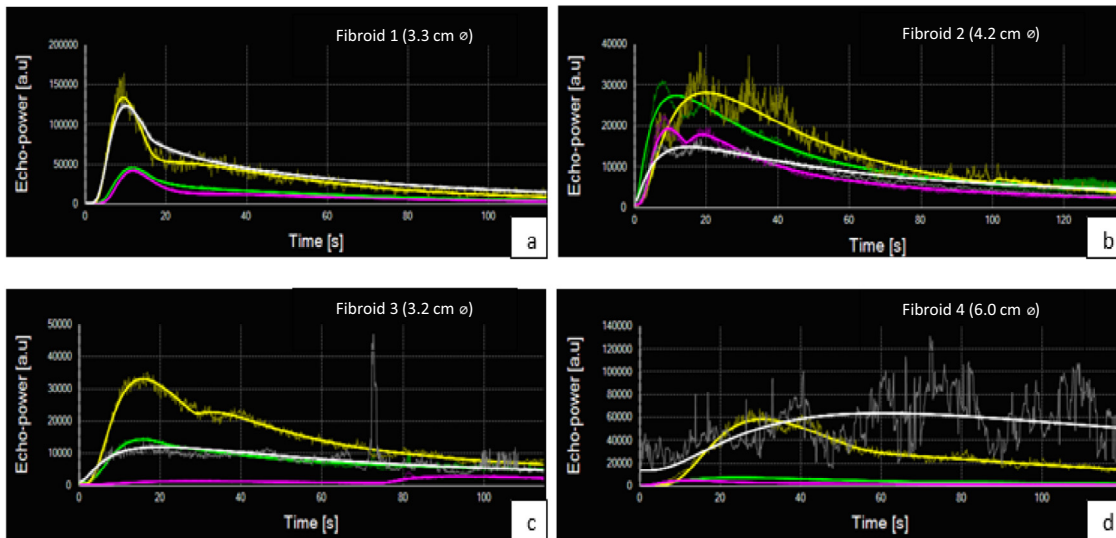 Fibroid 1 (3.3 cm ⌀)
Echo-power [a.u]
200000
150000
100000
50000
0
0 20 40 60 80 100
Time [s]
a
Fibroid 2 (4.2 cm ⌀)
Echo-power [a.u]
40000
30000
20000
10000
0
0 20 40 60 80 100 120
Time [s]
b
Fibroid 3 (3.2 cm ⌀)
Echo-power [a.u]
50000
40000
30000
20000
10000
0
0 20 40 60 80 100
Time [s]
c
Fibroid 4 (6.0 cm ⌀)
Echo-power [a.u]
140000
120000
100000
80000
60000
40000
20000
0
0 20 40 60 80 100
Time [s]
d